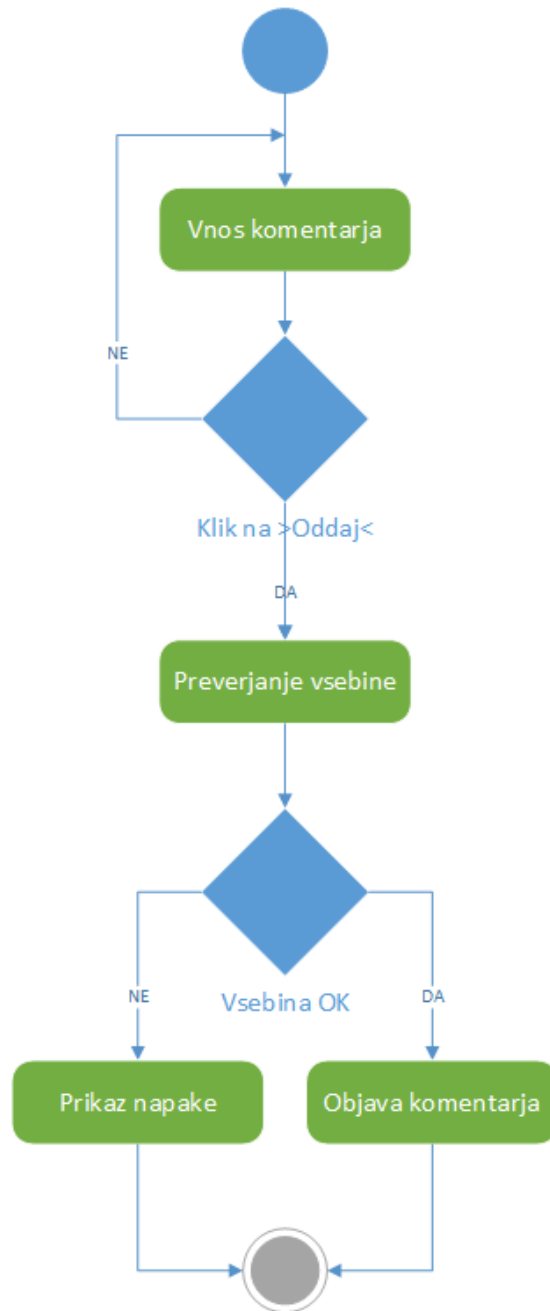 Vnos komentarja
NE
Klik na >Oddaj<
DA
Preverjanje vsebine
NE
Vsebina OK
DA
Prikaz napake
Objava komentarja